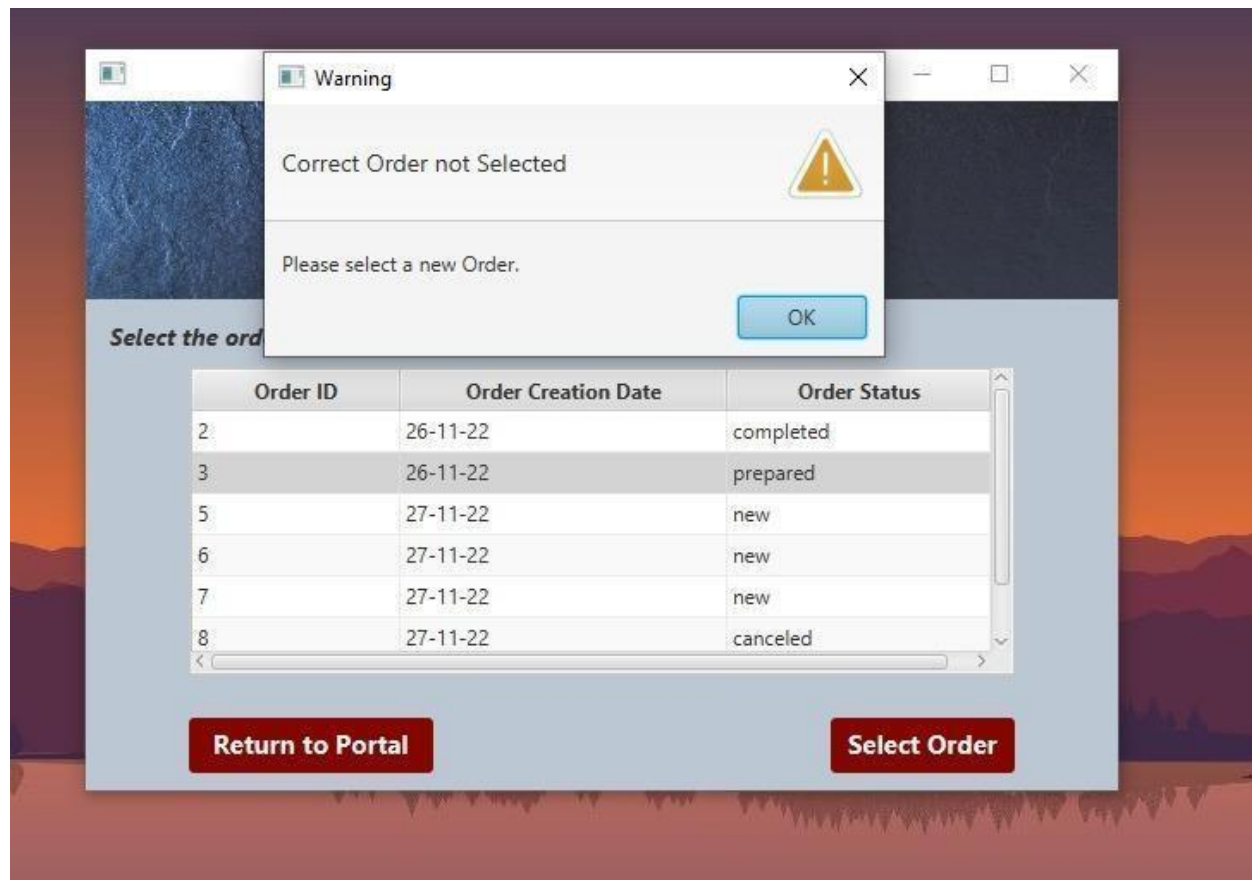 Warning
Correct Order not Selected
Please select a new Order.
OK
Select the ord
Order ID Order Creation Date Order Status
2 26-11-22 completed
3 26-11-22 prepared
5 27-11-22 new
6 27-11-22 new
7 27-11-22 new
8 27-11-22 canceled
Return to Portal Select Order